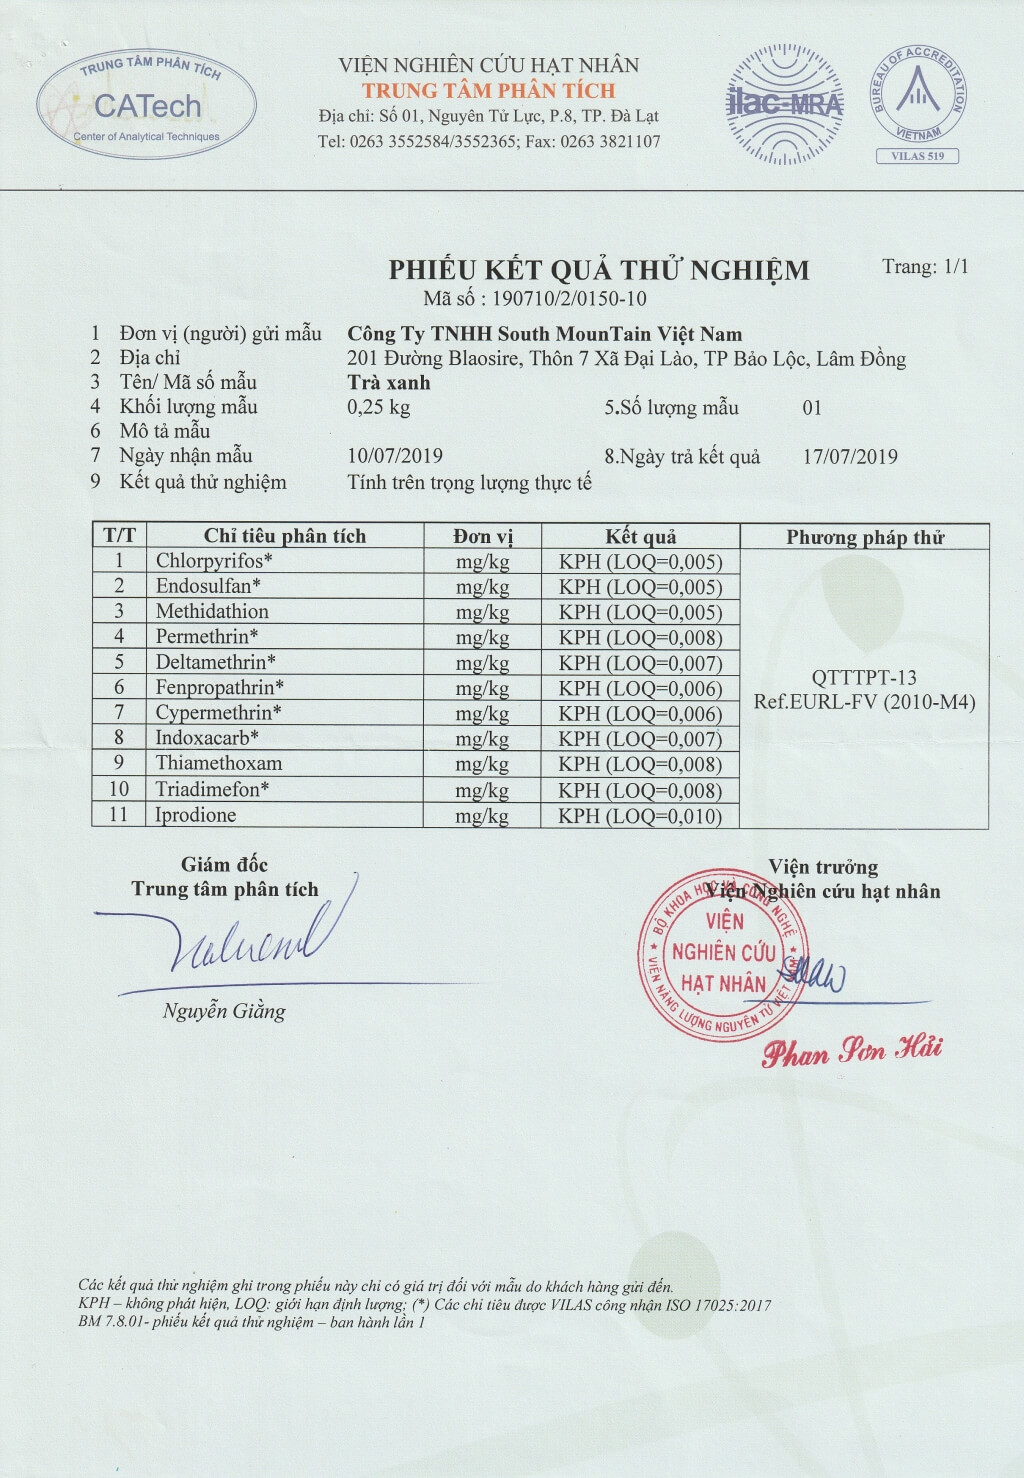 TRUNG TÂM PHÂN TÍCH
CATech
Center of Analytical Techniques
VIỆN NGHIÊN CỨU HẠT NHÂN
TRUNG TÂM PHÂN TÍCH
Địa chỉ: Số 01, Nguyên Tử Lực, P.8, TP. Đà Lạt
Tel: 0263 3552584/3552365; Fax: 0263 3821107
ilac-MRA
BUREAU OF ACCREDITATION
VIETNAM
VILAS 519
PHIẾU KẾT QUẢ THỬ NGHIỆM
Trang: 1/1
Mã số : 190710/2/0150-10
1 Đơn vị (người) gửi mẫu Công Ty TNHH South MounTain Việt Nam
2 Địa chỉ 201 Đường Blaosire, Thôn 7 Xã Đại Lào, TP Bảo Lộc, Lâm Đồng
3 Tên/ Mã số mẫu Trà xanh
4 Khối lượng mẫu 0,25 kg 5.Số lượng mẫu 01
6 Mô tả mẫu
7 Ngày nhận mẫu 10/07/2019 8.Ngày trả kết quả 17/07/2019
9 Kết quả thử nghiệm Tính trên trọng lượng thực tế
T/T Chỉ tiêu phân tích Đơn vị Kết quả Phương pháp thử
1 Chlorpyrifos* mg/kg KPH (LOQ=0,005)
2 Endosulfan* mg/kg KPH (LOQ=0,005)
3 Methidathion mg/kg KPH (LOQ=0,005)
4 Permethrin* mg/kg KPH (LOQ=0,008)
5 Deltamethrin* mg/kg KPH (LOQ=0,007)
6 Fenpropathrin* mg/kg KPH (LOQ=0,006)
7 Cypermethrin* mg/kg KPH (LOQ=0,006)
8 Indoxacarb* mg/kg KPH (LOQ=0,007)
9 Thiamethoxam mg/kg KPH (LOQ=0,008)
10 Triadimefon* mg/kg KPH (LOQ=0,008)
11 Iprodione mg/kg KPH (LOQ=0,010)
QTTTPT-13
Ref.EURL-FV (2010-M4)
Giám đốc
Trung tâm phân tích
Nguyễn Giằng
Viện trưởng
Viện Nghiên cứu hạt nhân
BỘ KHOA HỌC VÀ CÔNG NGHỆ
VIỆN
NGHIÊN CỨU
HẠT NHÂN
VIỆN NĂNG LƯỢNG NGUYÊN TỬ VIỆT NAM
Phan Sơn Hải
Các kết quả thử nghiệm ghi trong phiếu này chỉ có giá trị đối với mẫu do khách hàng gửi đến.
KPH – không phát hiện, LOQ: giới hạn định lượng; (*) Các chỉ tiêu được VILAS công nhận ISO 17025:2017
BM 7.8.01- phiếu kết quả thử nghiệm – ban hành lần 1